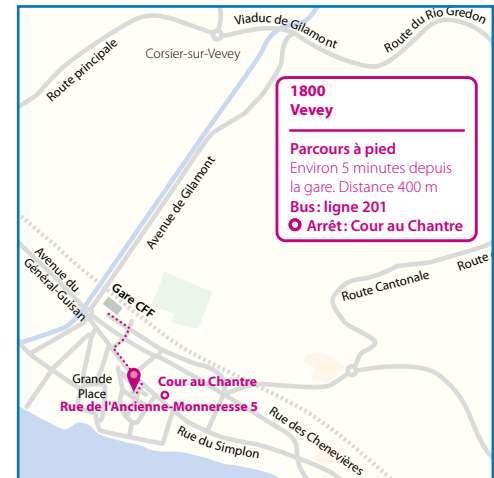 Viaduc de Gilamont
Route du Rio Gredon
Route principale
Corsier-sur-Vevey
1800
Vevey
Parcours à pied
Environ 5 minutes depuis
la gare. Distance 400 m
Bus: ligne 201
Arrêt: Cour au Chantre
Avenue de Gilamont
Avenue du
Général-Guisan
Gare CFF
Route Cantonale
Route
Grande
Place
Cour au Chantre
Rue de l'Ancienne-Monneresse 5
Rue des Chenevières
Rue du Simplon